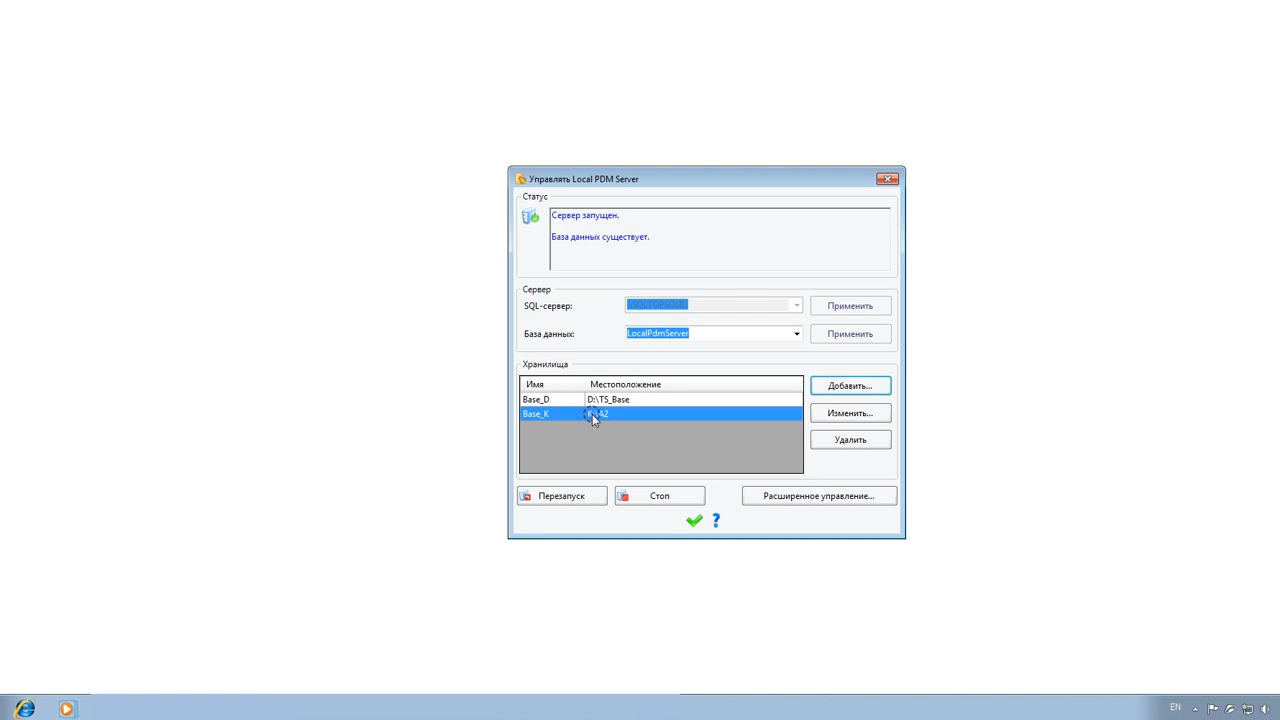 Управлять Local PDM Server
Статус
Сервер запущен.
База данных существует.
Сервер
SQL-сервер: .\SQLTOPSOLID Применить
База данных: LocalPdmServer Применить
Хранилища
Имя Местоположение
Base_D D:\TS_Base
Base_K
Добавить...
Изменить...
Удалить
Перезапуск Стоп Расширенное управление...
EN